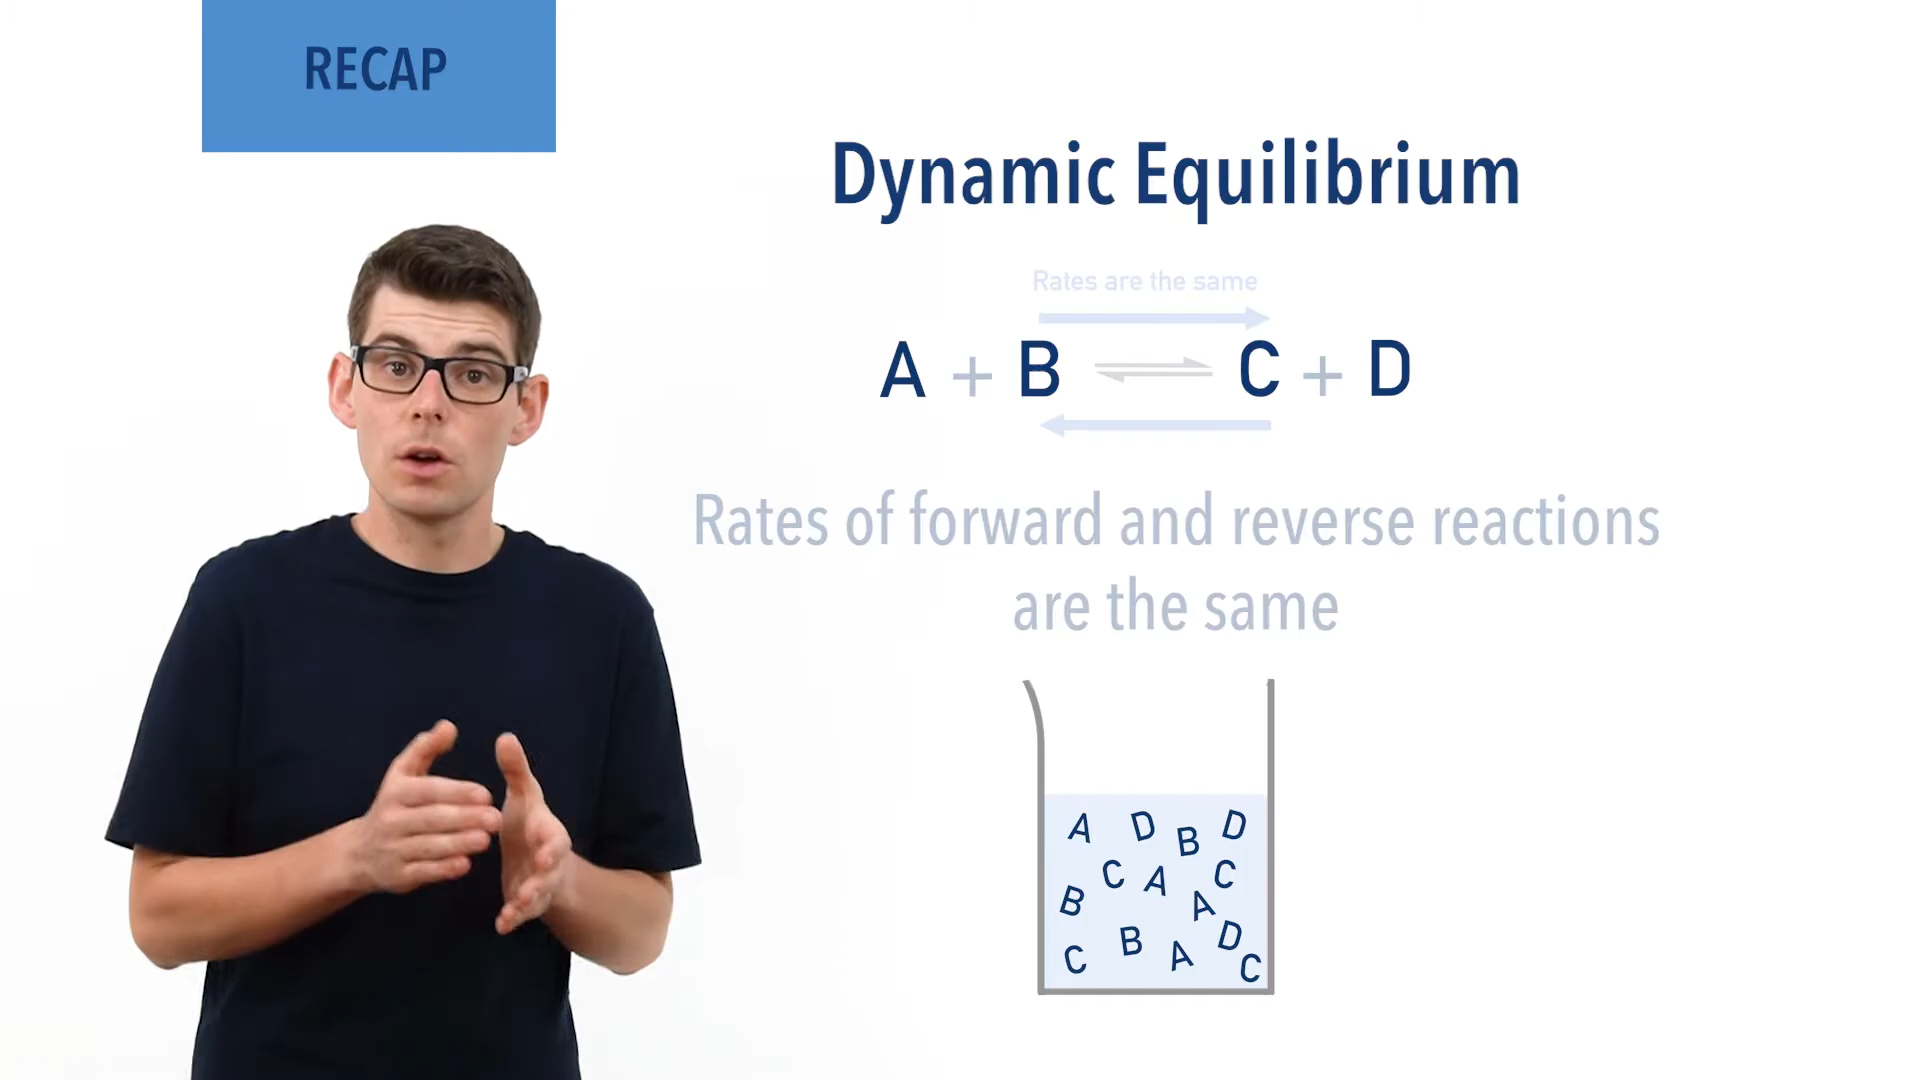 RECAP
Dynamic Equilibrium
Rates are the same
A + B ⇌ C + D
Rates of forward and reverse reactions
are the same
A D B D
C A C
B A
C B A D
C